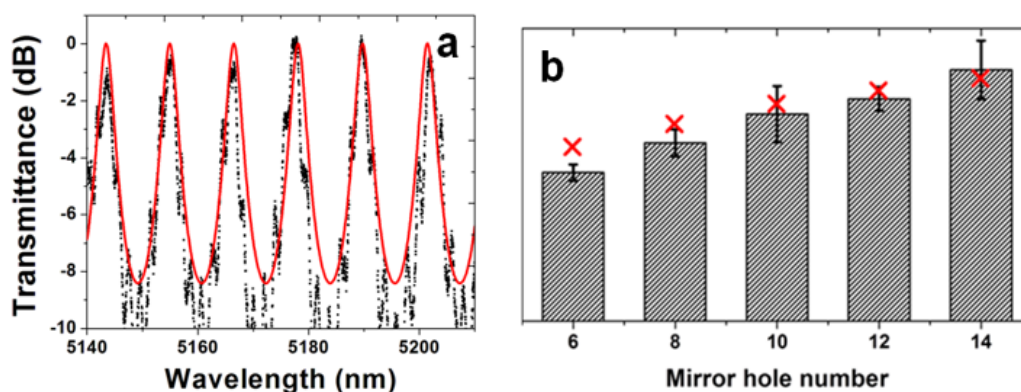 a
Transmittance (dB)
0
-2
-4
-6
-8
-10
5140 5160 5180 5200
Wavelength (nm)
b
6 8 10 12 14
Mirror hole number